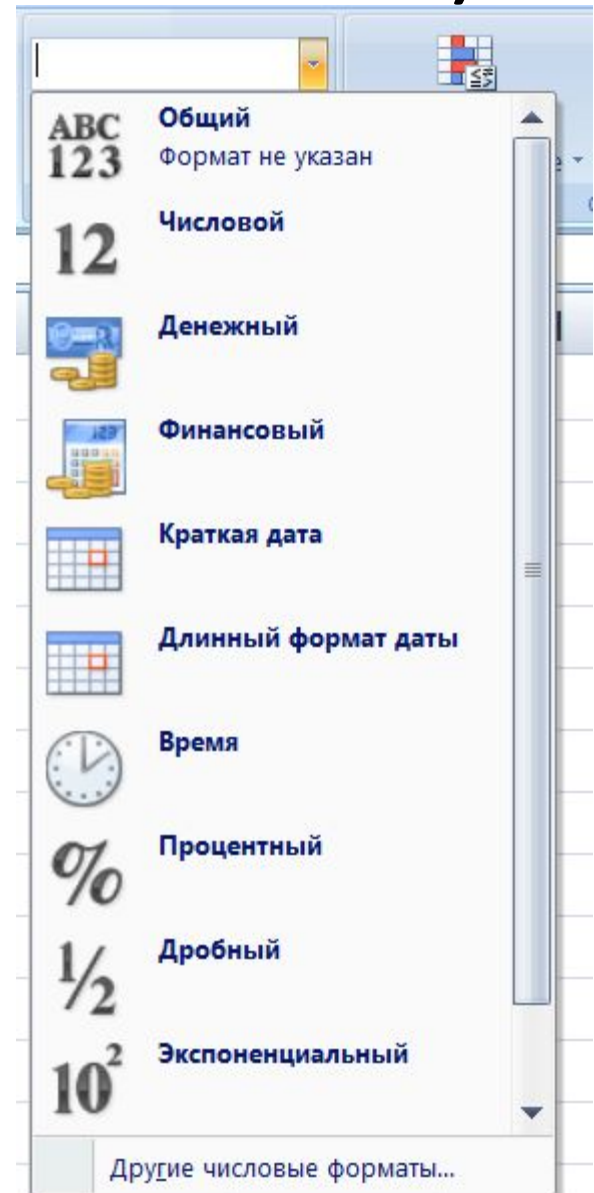 ABC
123
Общий
Формат не указан
12
Числовой
Денежный
123
Финансовый
Краткая дата
Длинный формат даты
Время
%
Процентный
1/2
Дробный
10²
Экспоненциальный
Другие числовые форматы...